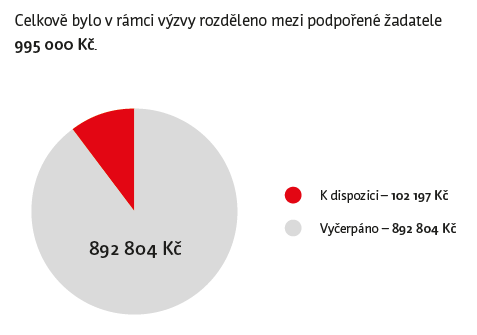 Celkově bylo v rámci výzvy rozděleno mezi podpořené žadatele
995 000 Kč.
K dispozici – 102 197 Kč
Vyčerpáno – 892 804 Kč
892 804 Kč